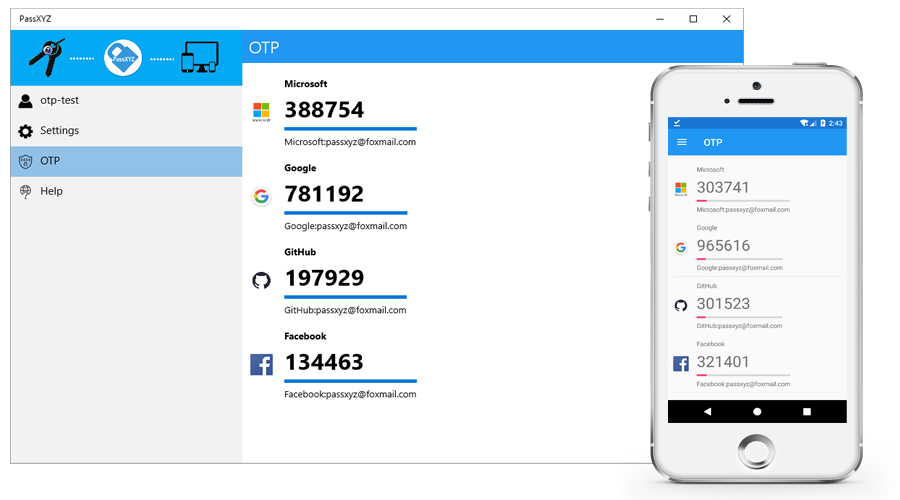 PassXYZ
PassXYZ
otp-test
Settings
OTP
Help
OTP
Microsoft
388754
Microsoft:passxyz@foxmail.com
Google
781192
Google:passxyz@foxmail.com
GitHub
197929
GitHub:passxyz@foxmail.com
Facebook
134463
Facebook:passxyz@foxmail.com
2:43
OTP
Microsoft
303741
Microsoft:passxyz@foxmail.com
Google
965616
Google:passxyz@foxmail.com
GitHub
301523
GitHub:passxyz@foxmail.com
Facebook
321401
Facebook:passxyz@foxmail.com